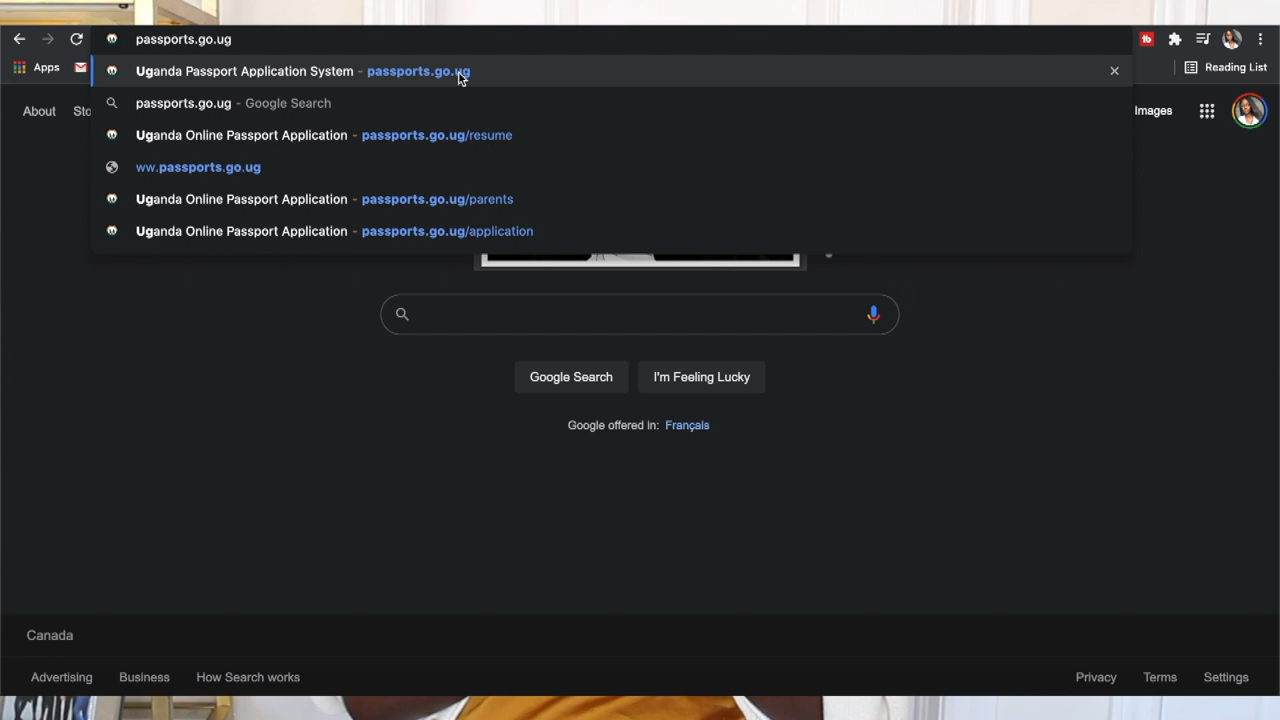 passports.go.ug
Apps
Uganda Passport Application System - passports.go.ug
Reading List
passports.go.ug - Google Search
About
Sto
Images
Uganda Online Passport Application - passports.go.ug/resume
ww.passports.go.ug
Uganda Online Passport Application - passports.go.ug/parents
Uganda Online Passport Application - passports.go.ug/application
Google Search
I'm Feeling Lucky
Google offered in: Français
Canada
Advertising
Business
How Search works
Privacy
Terms
Settings